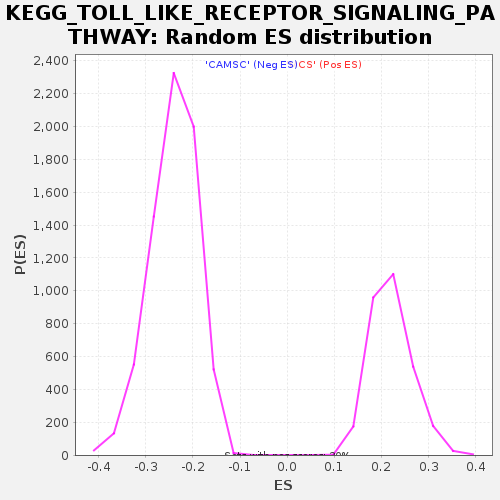 KEGG_TOLL_LIKE_RECEPTOR_SIGNALING_PA
THWAY: Random ES distribution
'CAMSC' (Neg ES)CS' (Pos ES)
2,400
2,200
2,000
1,800
1,600
1,400
1,200
1,000
800
600
400
200
0
P(ES)
-0.4 -0.3 -0.2 -0.1 0.0 0.1 0.2 0.3 0.4
ES